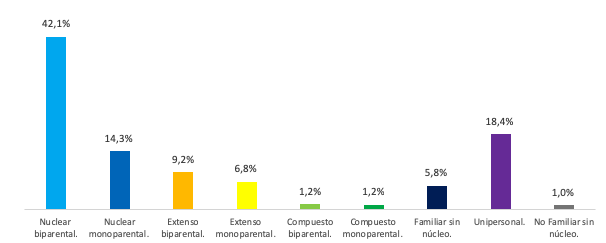 42,1%
14,3%
9,2%
6,8%
1,2%
1,2%
5,8%
18,4%
1,0%
Nuclear
biparental.
Nuclear
monoparental.
Extenso
biparental.
Extenso
monoparental.
Compuesto
biparental.
Compuesto
monoparental.
Familiar sin
núcleo.
Unipersonal.
No Familiar sin
núcleo.